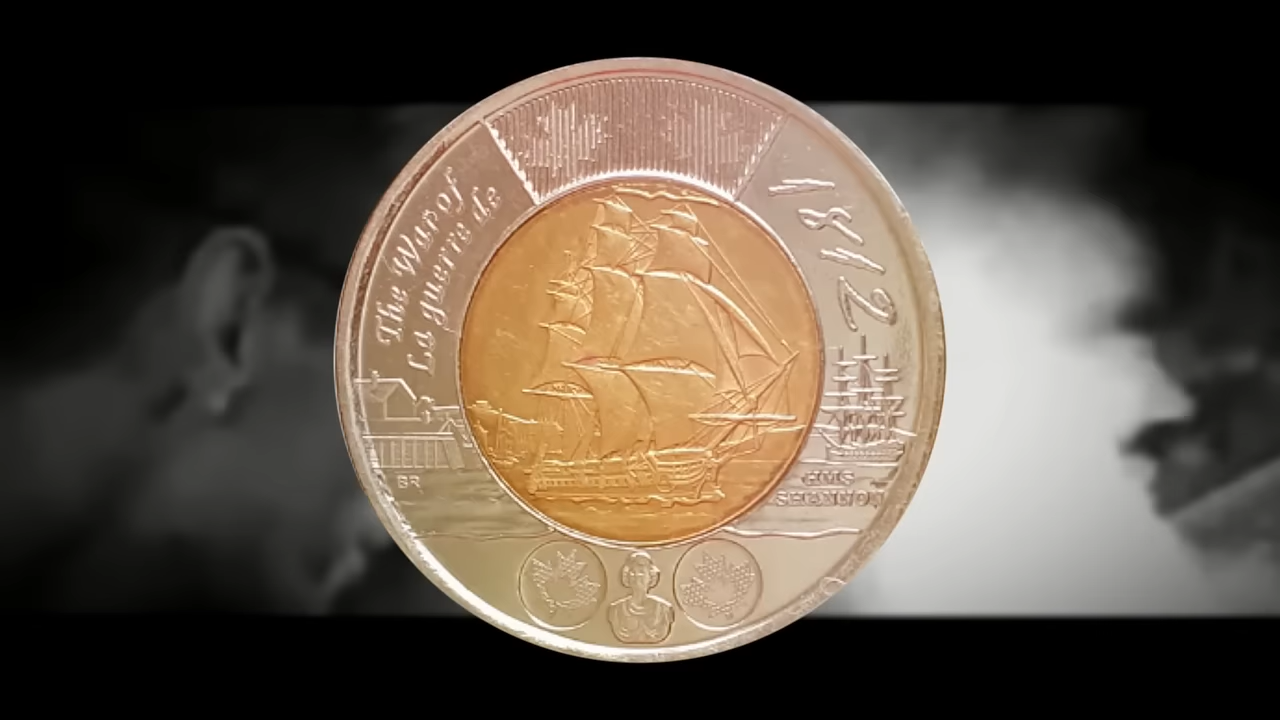 The War of
La guerre de
1812
BR
HMS
SHANNON